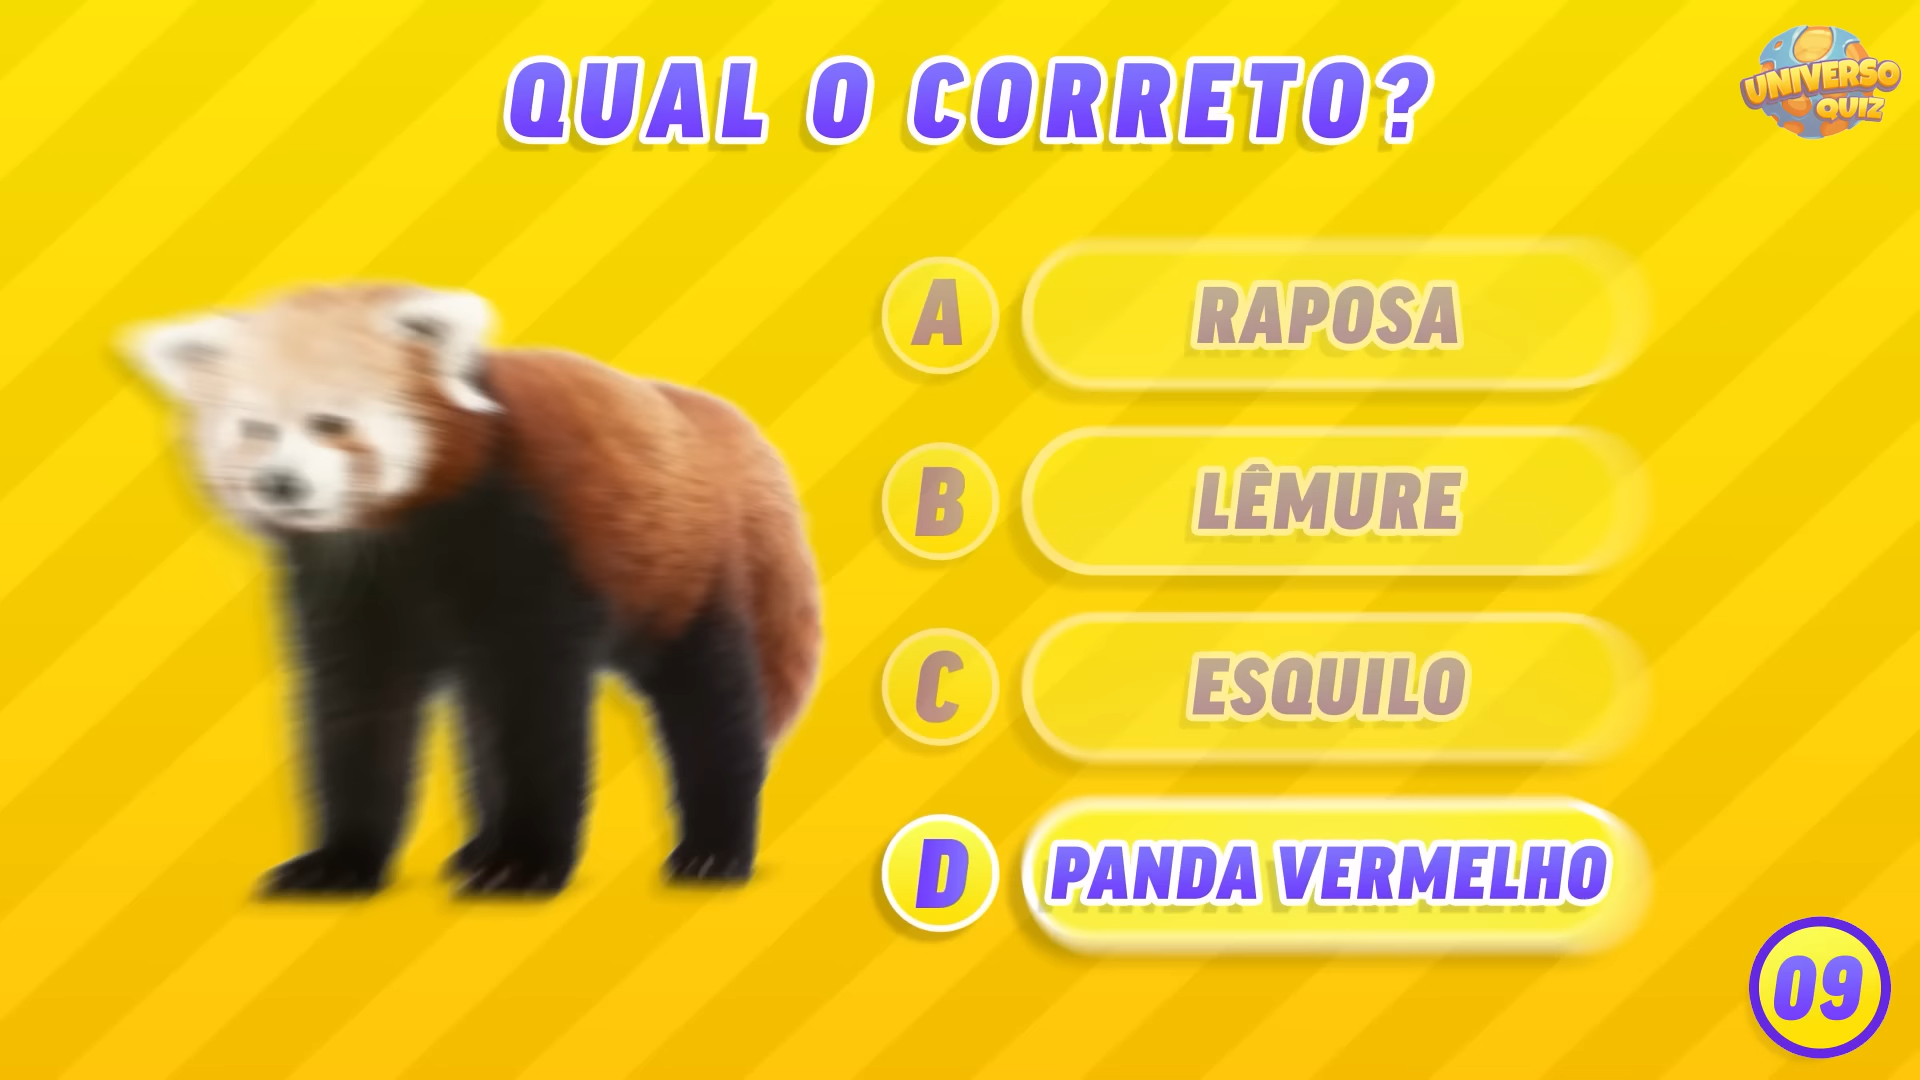 QUAL O CORRETO?
UNIVERSO
QUIZ
A RAPOSA
B LÊMURE
C ESQUILO
D PANDA VERMELHO
09